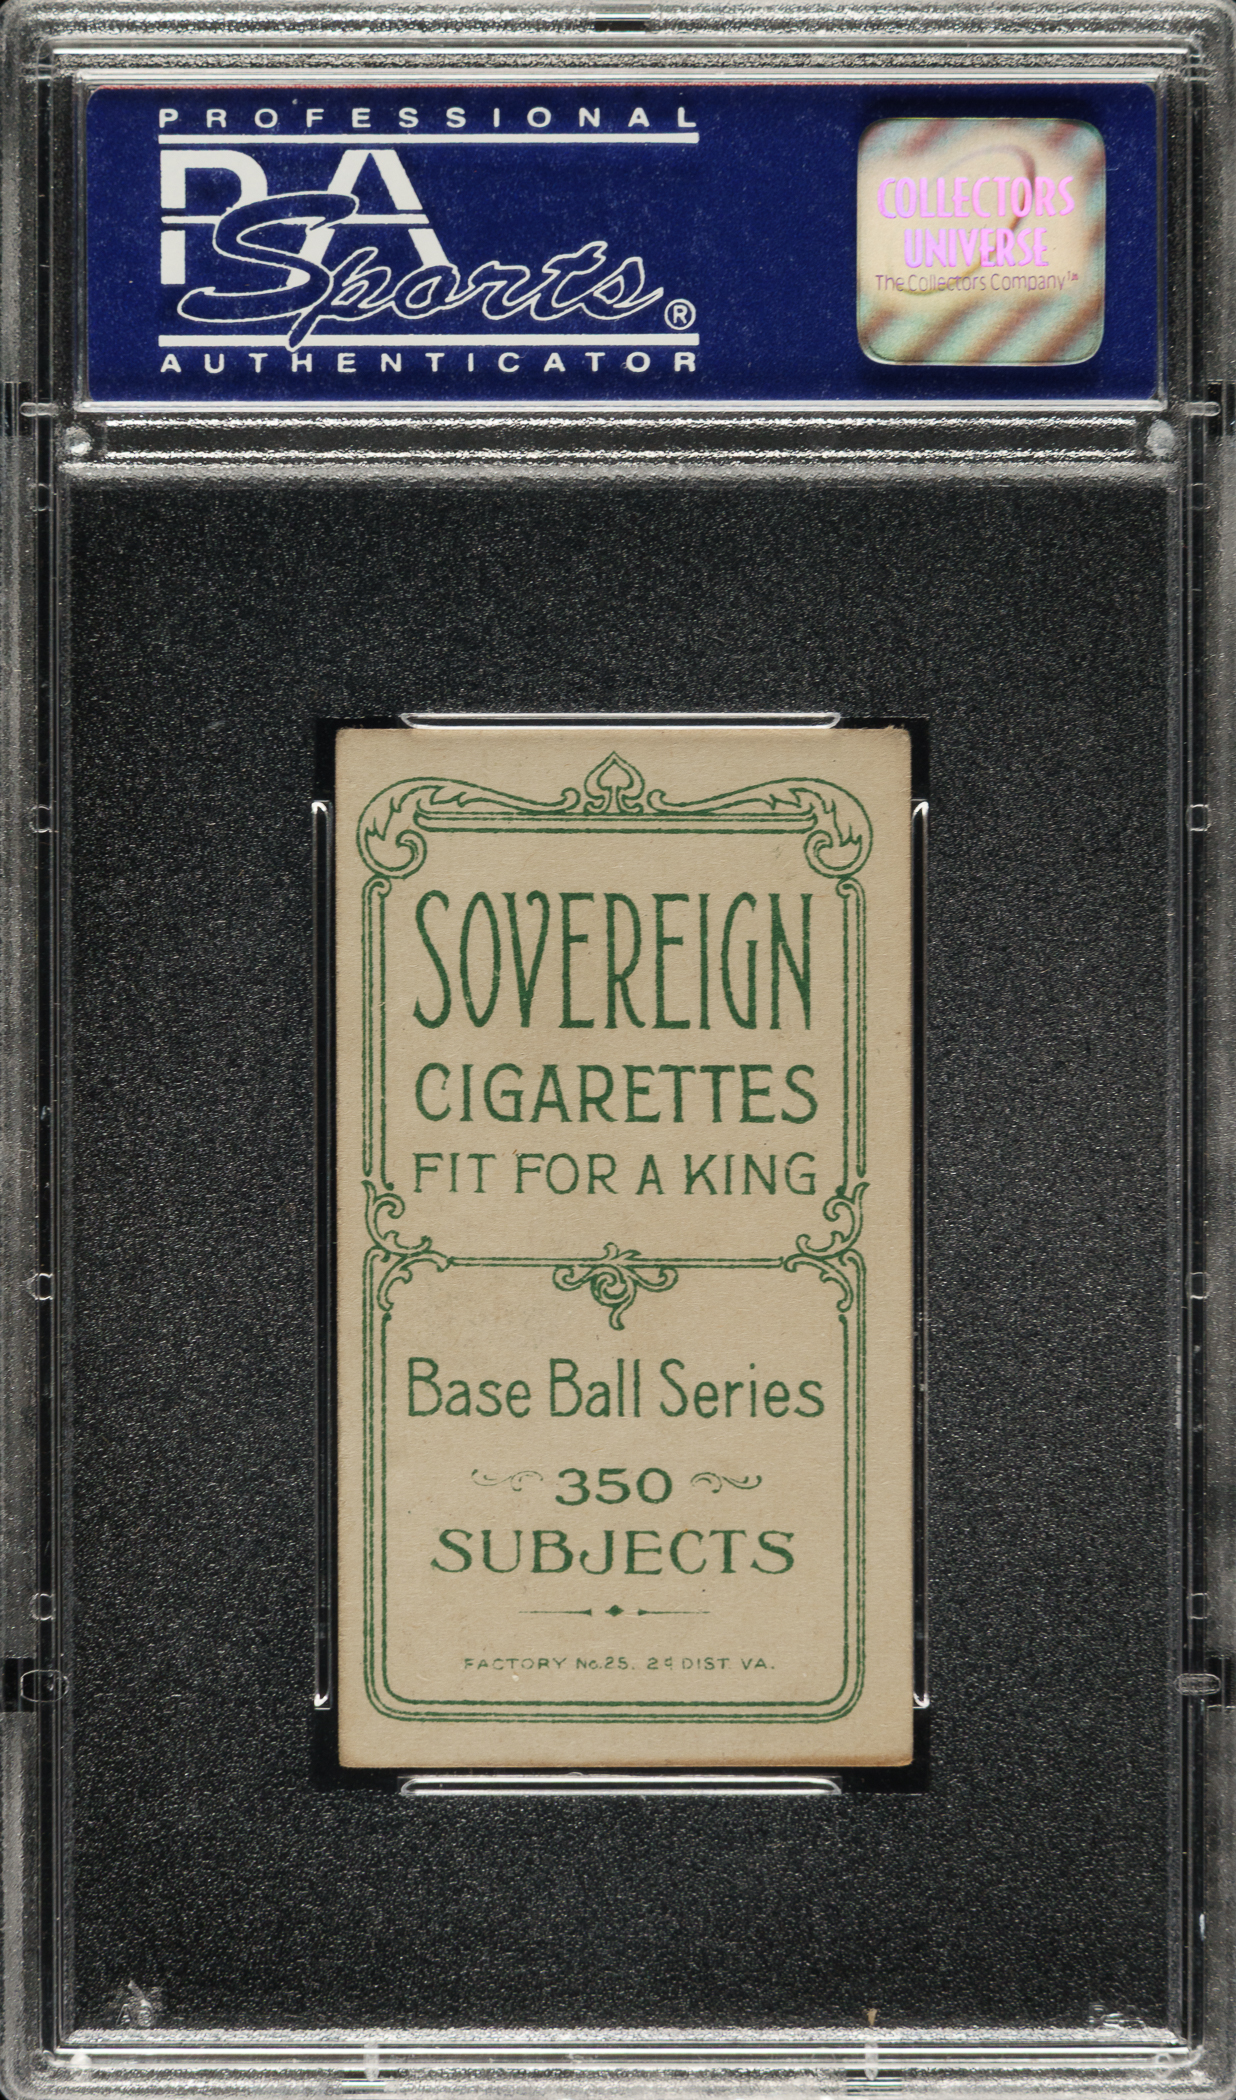 PROFESSIONAL
PSA
Sports®
AUTHENTICATOR
COLLECTORS
UNIVERSE
The Collectors Company™
SOVEREIGN
CIGARETTES
FIT FOR A KING
Base Ball Series
350
SUBJECTS
FACTORY No. 25. 2d DIST. VA.